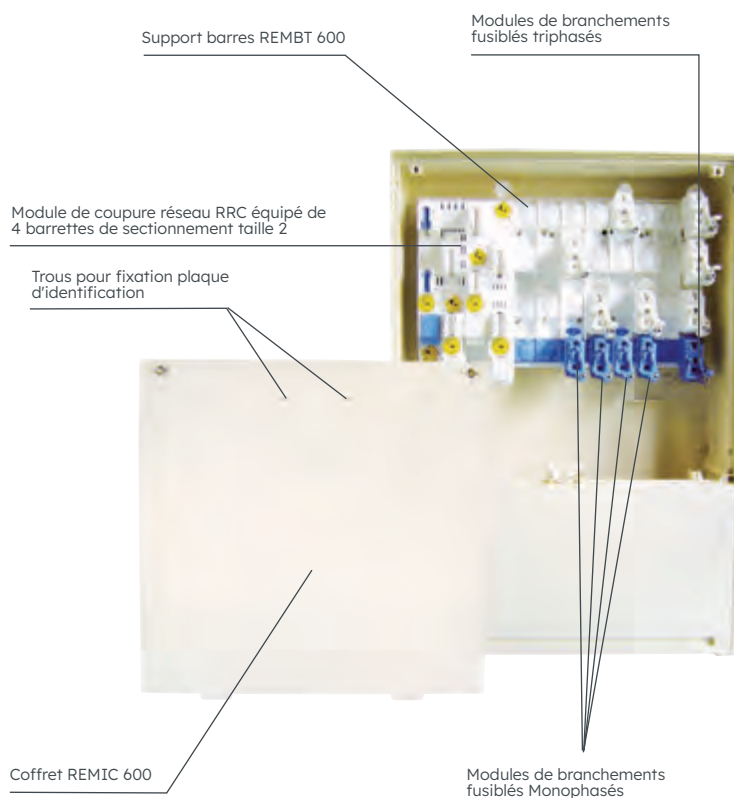 Support barres REMBT 600
Modules de branchements
fusiblés triphasés
Module de coupure réseau RRC équipé de
4 barrettes de sectionnement taille 2
Trous pour fixation plaque
d'identification
Coffret REMIC 600
Modules de branchements
fusiblés Monophasés